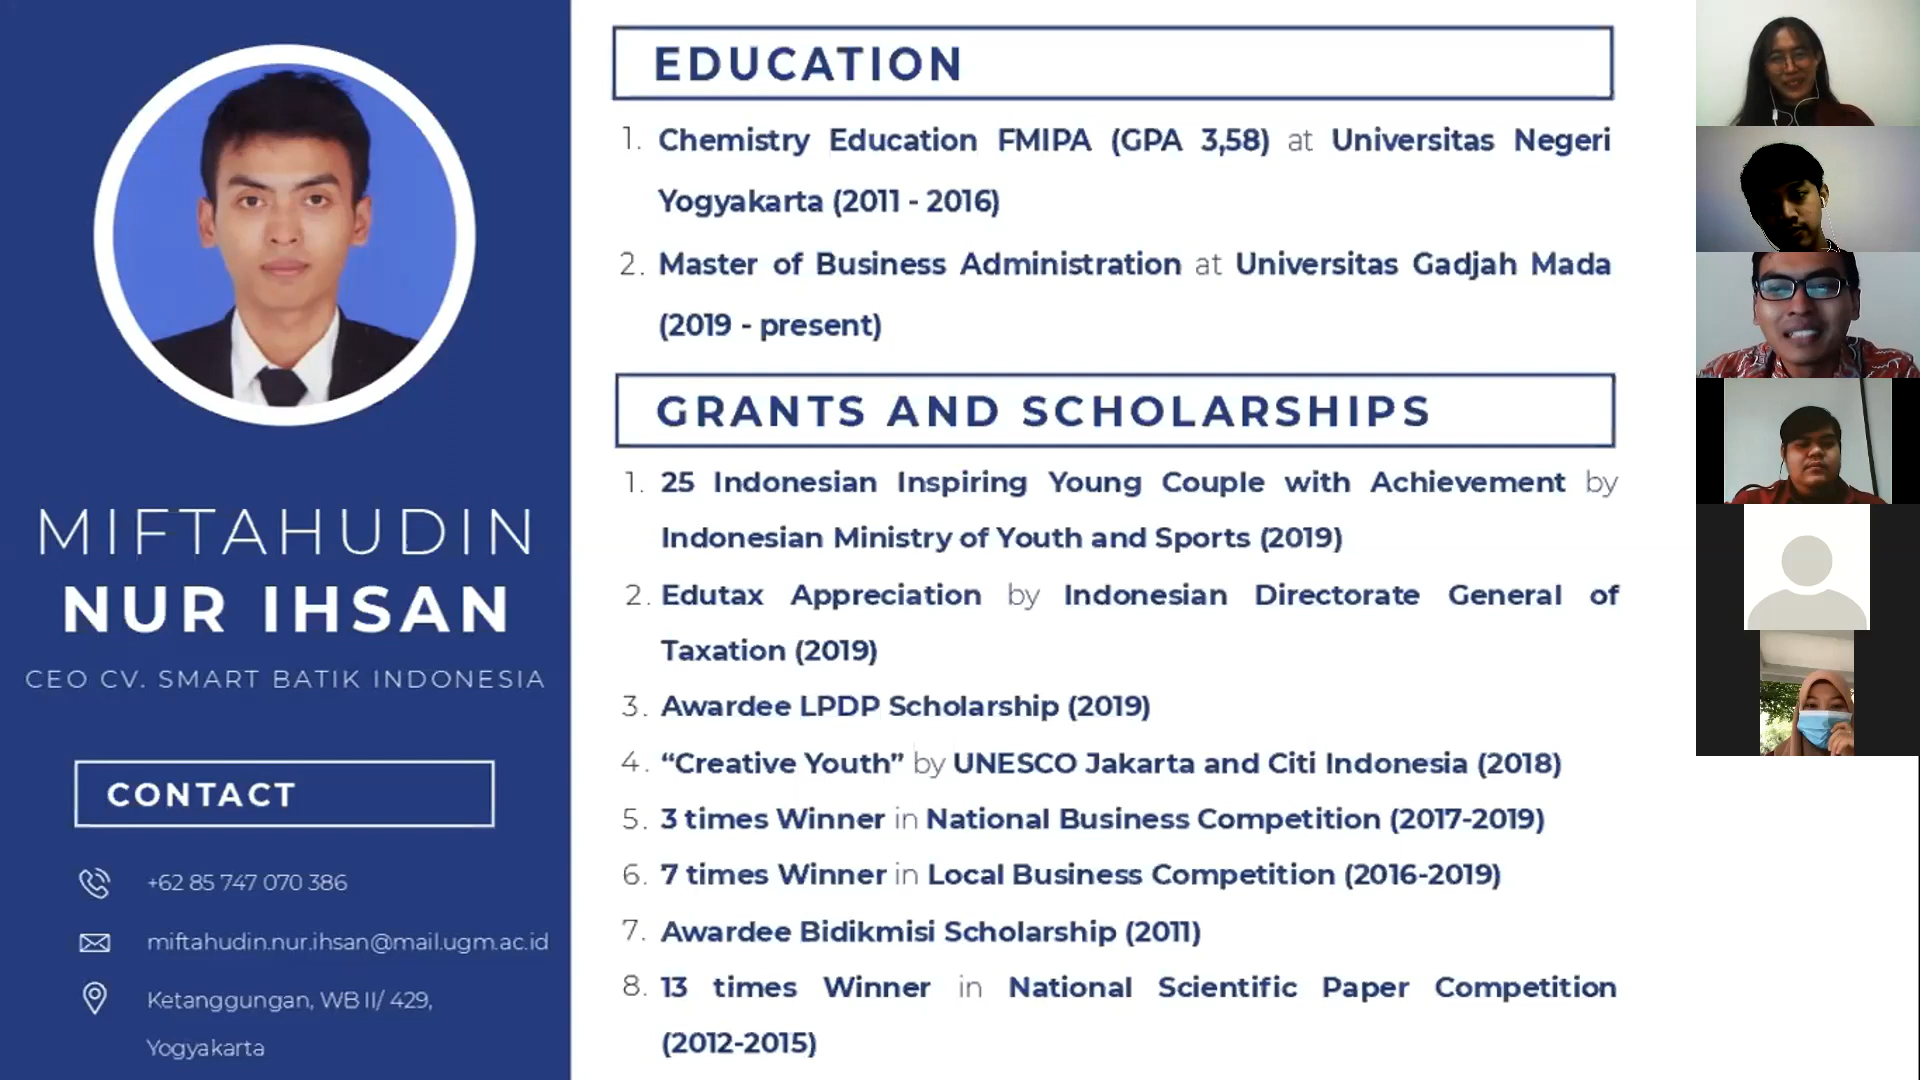 MIFTAHUDIN
NUR IHSAN
CEO CV. SMART BATIK INDONESIA
CONTACT
+62 85 747 070 386
miftahudin.nur.ihsan@mail.ugm.ac.id
Ketanggungan, WB II/ 429,
Yogyakarta
EDUCATION
1. Chemistry Education FMIPA (GPA 3,58) at Universitas Negeri
Yogyakarta (2011 - 2016)
2. Master of Business Administration at Universitas Gadjah Mada
(2019 - present)
GRANTS AND SCHOLARSHIPS
1. 25 Indonesian Inspiring Young Couple with Achievement by
Indonesian Ministry of Youth and Sports (2019)
2. Edutax Appreciation by Indonesian Directorate General of
Taxation (2019)
3. Awardee LPDP Scholarship (2019)
4. “Creative Youth” by UNESCO Jakarta and Citi Indonesia (2018)
5. 3 times Winner in National Business Competition (2017-2019)
6. 7 times Winner in Local Business Competition (2016-2019)
7. Awardee Bidikmisi Scholarship (2011)
8. 13 times Winner in National Scientific Paper Competition
(2012-2015)